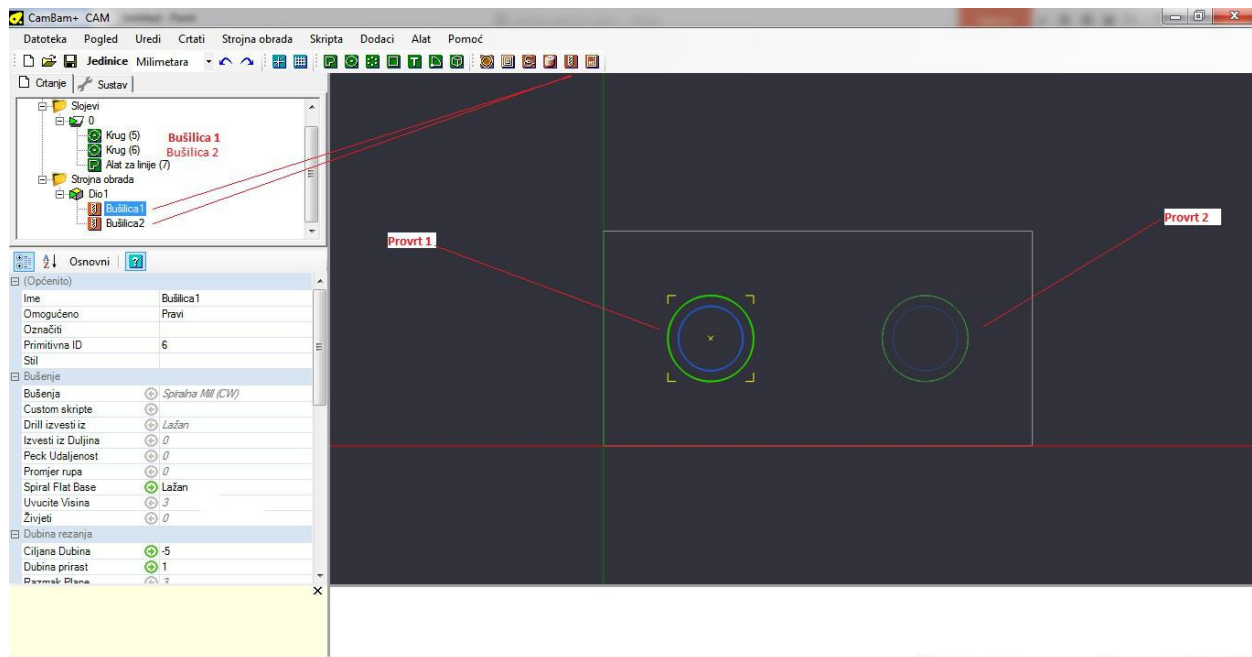 CamBam+ CAM
Datoteka Pogled Uredi Crtati Strojna obrada Skripta Dodaci Alat Pomoć
Jedinice Milimetara
Crtanje Sustav
Slojevi
0
Krug (5) Bušilica 1
Krug (6) Bušilica 2
Alat za linije (7)
Strojna obrada
Dio1
Bušilica1
Bušilica2
Provrt 1
Provrt 2
Osnovni
(Općenito)
Ime Bušilica1
Omogućeno Pravi
Označiti
Primitivna ID 6
Stil
Bušenje
Bušenja Spiralna Mill (CW)
Custom skripte
Drill izvesti iz Lažan
Izvesti iz Duljina 0
Peck Udaljenost 0
Promjer rupa 0
Spiral Flat Base Lažan
Uvucite Visina 3
Živjeti 0
Dubina rezanja
Ciljana Dubina -5
Dubina prirast 1
Razmak Plane 3